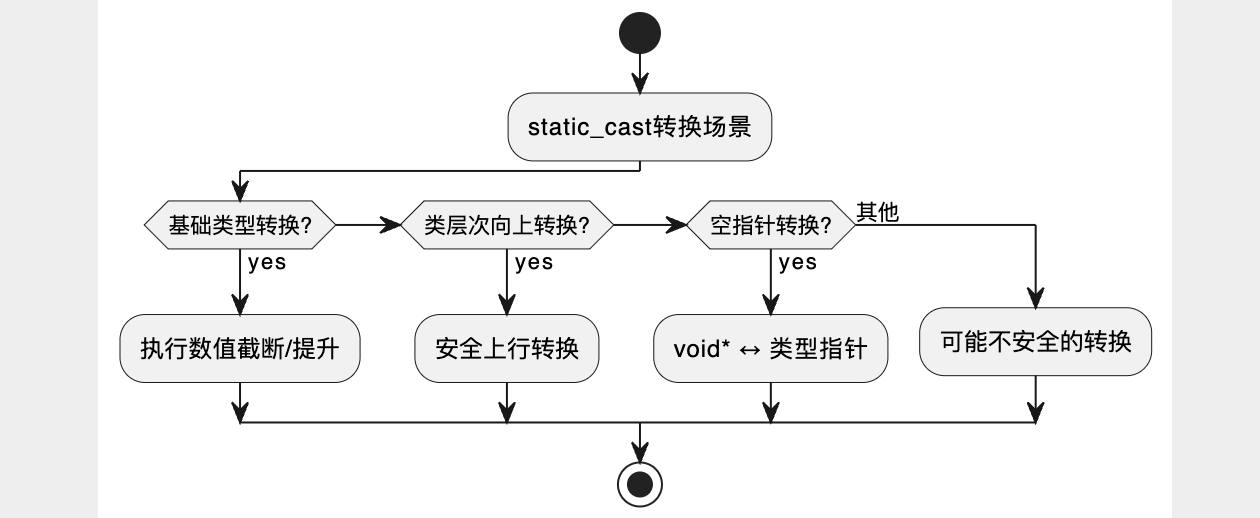 static_cast转换场景
基础类型转换?
类层次向上转换?
空指针转换?
其他
yes
yes
yes
执行数值截断/提升
安全上行转换
void* ↔ 类型指针
可能不安全的转换